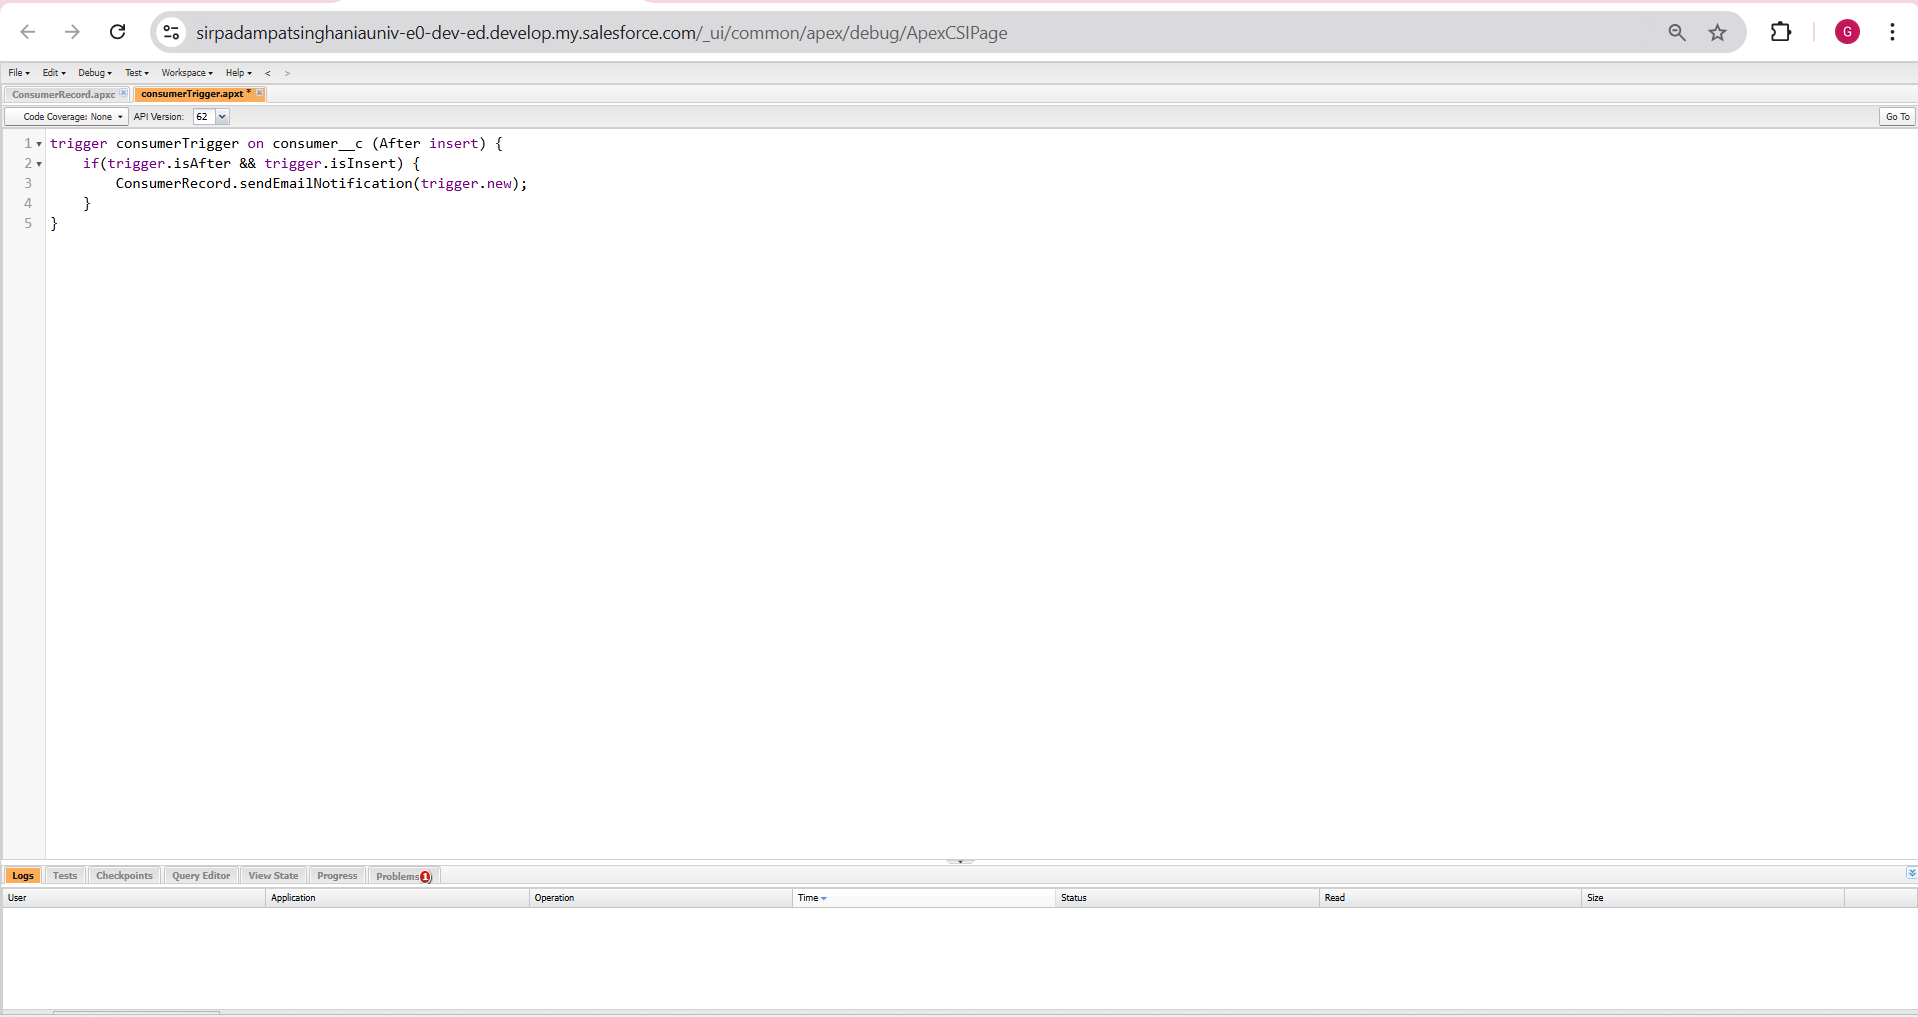 sirpadampatsinghaniauniv-e0-dev-ed.develop.my.salesforce.com/_ui/common/apex/debug/ApexCSIPage
G
File Edit Debug Test Workspace Help < >
ConsumerRecord.apxc consumerTrigger.apxt *
Code Coverage: None API Version: 62 Go To
1 trigger consumerTrigger on consumer__c (After insert) {
2 if(trigger.isAfter && trigger.isInsert) {
3 ConsumerRecord.sendEmailNotification(trigger.new);
4 }
5 }
Logs Tests Checkpoints Query Editor View State Progress Problems 1
User Application Operation Time Status Read Size